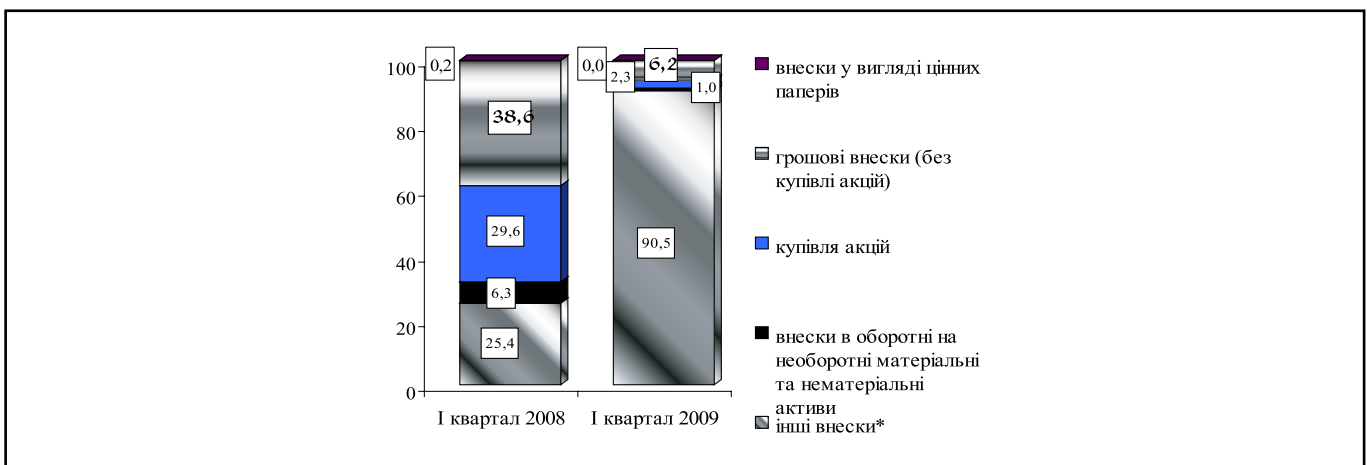 0,2
0,0
6,2
2,3
1,0
100
80
60
40
20
0
38,6
29,6
6,3
25,4
90,5
І квартал 2008
І квартал 2009
внески у вигляді цінних
паперів
грошові внески (без
купівлі акцій)
купівля акцій
внески в оборотні на
необоротні матеріальні
та нематеріальні
активи
інші внески*